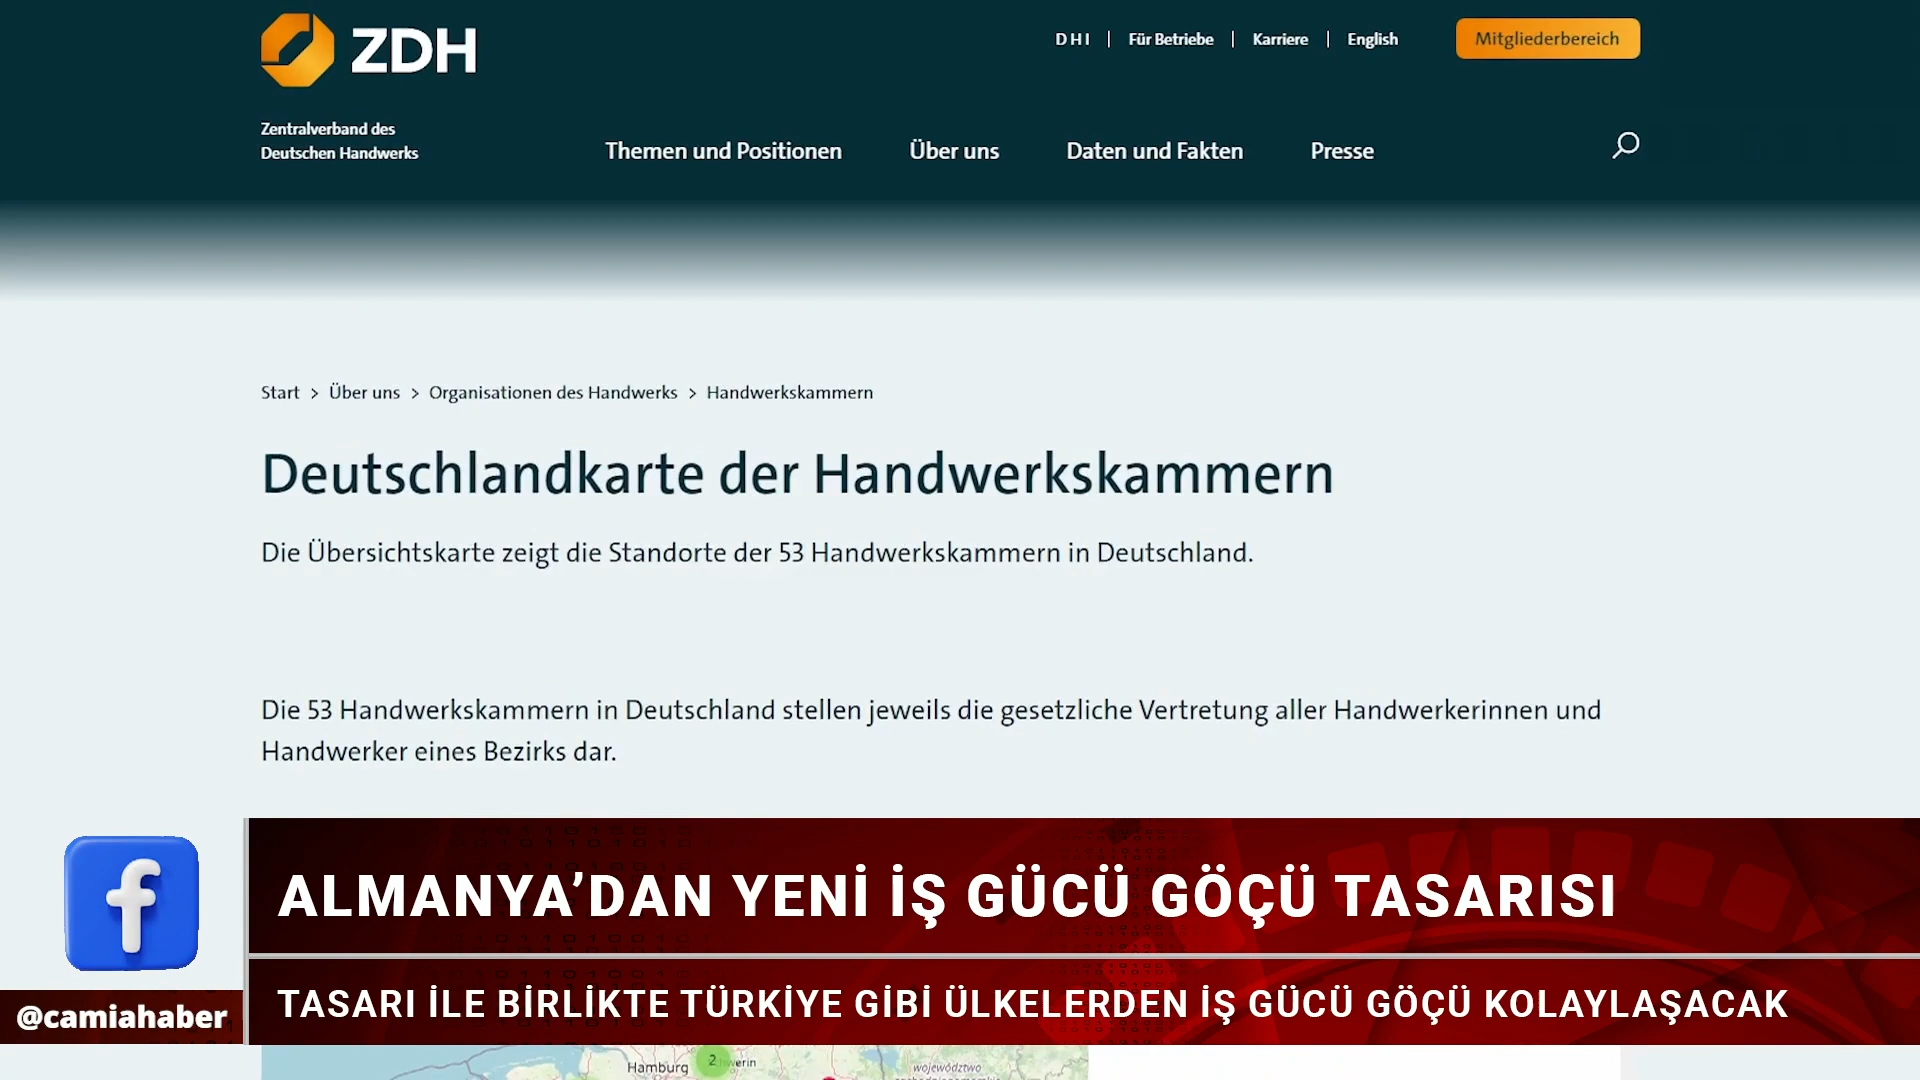 ZDH
DHI | Für Betriebe | Karriere | English
Mitgliederbereich
Zentralverband des
Deutschen Handwerks
Themen und Positionen
Über uns
Daten und Fakten
Presse
Start > Über uns > Organisationen des Handwerks > Handwerkskammern
Deutschlandkarte der Handwerkskammern
Die Übersichtskarte zeigt die Standorte der 53 Handwerkskammern in Deutschland.
Die 53 Handwerkskammern in Deutschland stellen jeweils die gesetzliche Vertretung aller Handwerkerinnen und
Handwerker eines Bezirks dar.
ALMANYA’DAN YENİ İŞ GÜCÜ GÖÇÜ TASARISI
TASARI İLE BİRLİKTE TÜRKİYE GİBİ ÜLKELERDEN İŞ GÜCÜ GÖÇÜ KOLAYLAŞACAK
@camiahaber
Hamburg
2
województwo